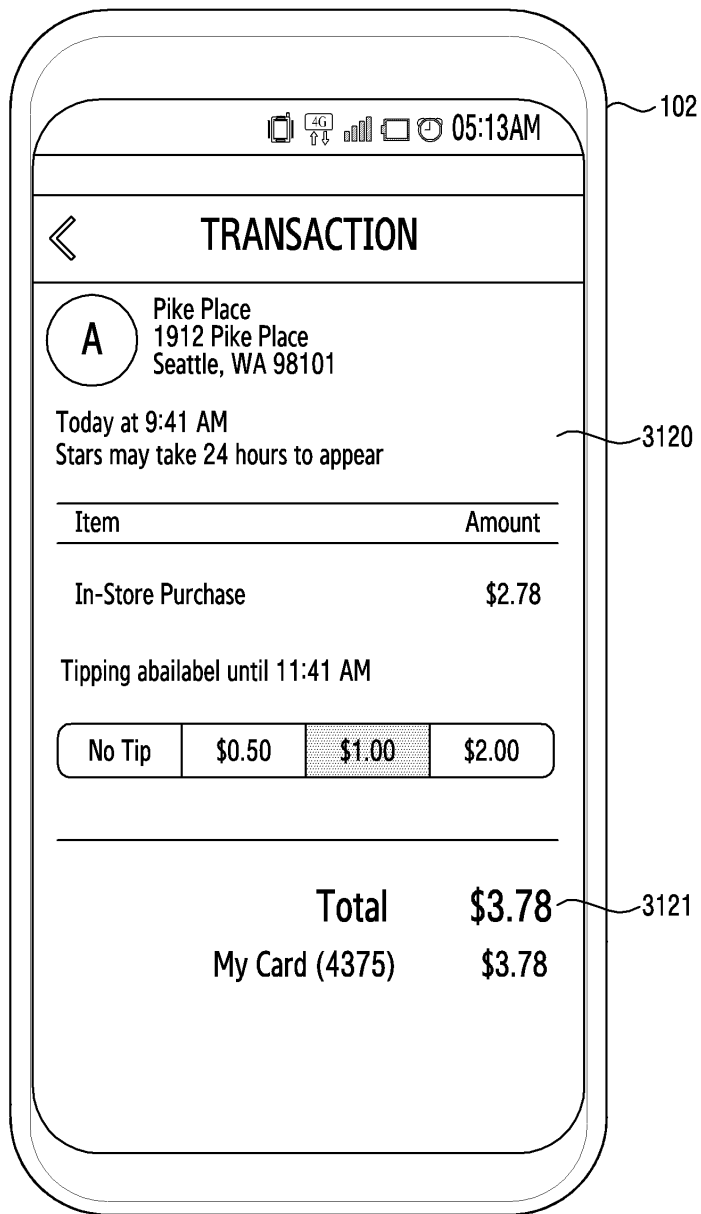 4G 05:13AM
102
TRANSACTION
A
Pike Place
1912 Pike Place
Seattle, WA 98101
Today at 9:41 AM
Stars may take 24 hours to appear
3120
Item Amount
In-Store Purchase $2.78
Tipping abailabel until 11:41 AM
No Tip $0.50 $1.00 $2.00
Total $3.78
3121
My Card (4375) $3.78